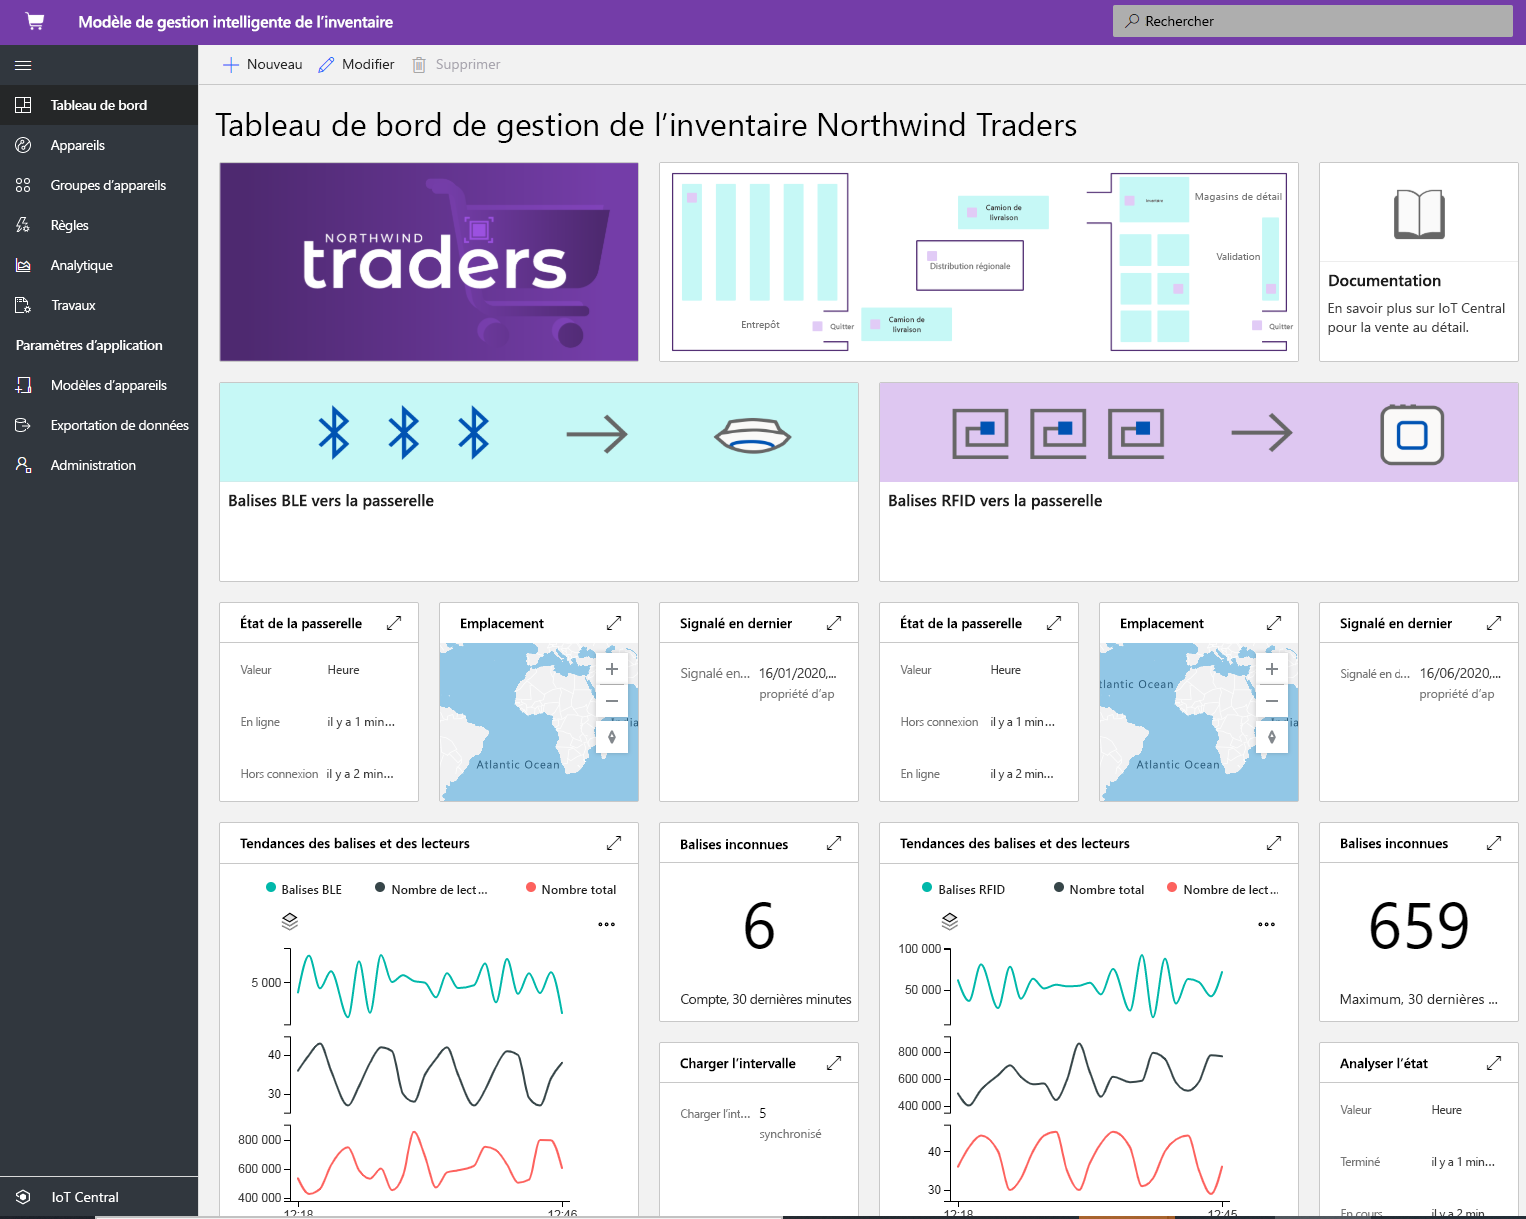 Modèle de gestion intelligente de l'inventaire
Rechercher
Nouveau
Modifier
Supprimer
Tableau de bord
Appareils
Groupes d'appareils
Règles
Analytique
Travaux
Paramètres d'application
Modèles d'appareils
Exportation de données
Administration
IoT Central
Tableau de bord de gestion de l'inventaire Northwind Traders
NORTHWIND
traders
Entrepôt
Quitter
Camion de
livraison
Distribution régionale
Camion de
livraison
Inventaire
Magasins de détail
Validation
Quitter
Documentation
En savoir plus sur IoT Central
pour la vente au détail.
Balises BLE vers la passerelle
Balises RFID vers la passerelle
État de la passerelle
Valeur Heure
En ligne il y a 1 min...
Hors connexion il y a 2 min...
Emplacement
Atlantic Ocean
Signalé en dernier
Signalé en... 16/01/2020,...
propriété d'ap
État de la passerelle
Valeur Heure
Hors connexion il y a 1 min...
En ligne il y a 2 min...
Emplacement
tlantic Ocean
Atlantic Ocean
Signalé en dernier
Signalé en d... 16/06/2020,...
propriété d'ap
Tendances des balises et des lecteurs
Balises BLE Nombre de lect... Nombre total
5 000
40
30
800 000
600 000
400 000
12:18 12:46
Balises inconnues
6
Compte, 30 dernières minutes
Charger l'intervalle
Charger l'int... 5
synchronisé
Tendances des balises et des lecteurs
Balises RFID Nombre total Nombre de lect...
100 000
50 000
800 000
600 000
400 000
40
30
12:18 12:45
Balises inconnues
659
Maximum, 30 dernières ...
Analyser l'état
Valeur Heure
Terminé il y a 1 min...
En cours il y a 2 min...